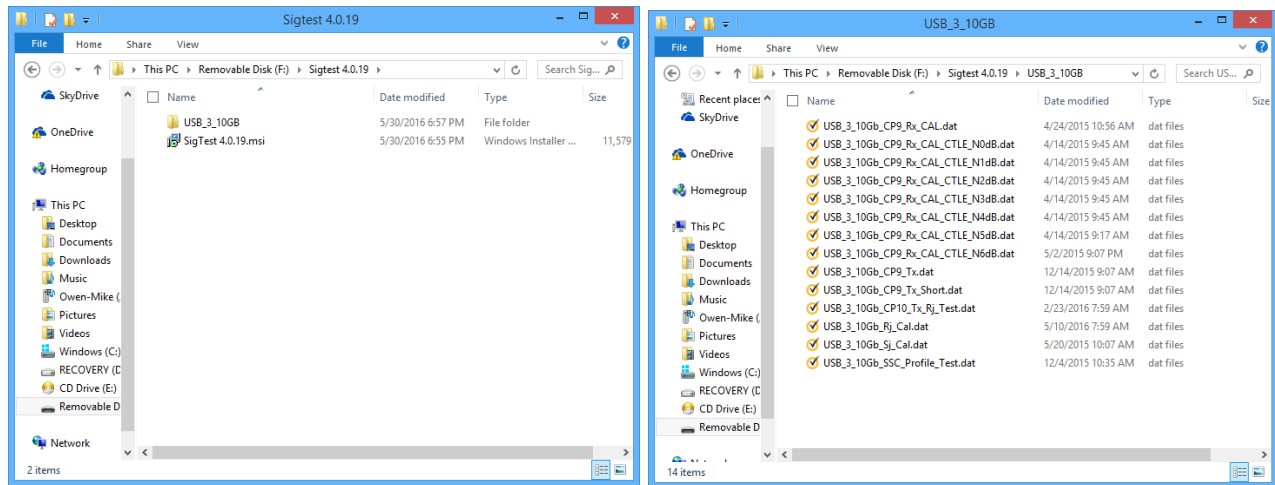 Sigtest 4.0.19
File Home Share View
This PC Removable Disk (F:) Sigtest 4.0.19 Search Sig...
SkyDrive
OneDrive
Homegroup
This PC
Desktop
Documents
Downloads
Music
Owen-Mike (
Pictures
Videos
Windows (C:)
RECOVERY (D
CD Drive (E:)
Removable D
Network
Name Date modified Type Size
USB_3_10GB 5/30/2016 6:57 PM File folder
SigTest 4.0.19.msi 5/30/2016 6:55 PM Windows Installer ... 11,579
2 items
USB_3_10GB
File Home Share View
This PC Removable Disk (F:) Sigtest 4.0.19 USB_3_10GB Search US...
Recent places
SkyDrive
OneDrive
Homegroup
This PC
Desktop
Documents
Downloads
Music
Owen-Mike (
Pictures
Videos
Windows (C:)
RECOVERY (D
CD Drive (E:)
Removable D
Name Date modified Type Size
USB_3_10Gb_CP9_Rx_CAL.dat 4/24/2015 10:56 AM dat files
USB_3_10Gb_CP9_Rx_CAL_CTLE_N0dB.dat 4/14/2015 9:45 AM dat files
USB_3_10Gb_CP9_Rx_CAL_CTLE_N1dB.dat 4/14/2015 9:45 AM dat files
USB_3_10Gb_CP9_Rx_CAL_CTLE_N2dB.dat 4/14/2015 9:45 AM dat files
USB_3_10Gb_CP9_Rx_CAL_CTLE_N3dB.dat 4/14/2015 9:45 AM dat files
USB_3_10Gb_CP9_Rx_CAL_CTLE_N4dB.dat 4/14/2015 9:45 AM dat files
USB_3_10Gb_CP9_Rx_CAL_CTLE_N5dB.dat 4/14/2015 9:17 AM dat files
USB_3_10Gb_CP9_Rx_CAL_CTLE_N6dB.dat 5/2/2015 9:07 PM dat files
USB_3_10Gb_CP9_Tx.dat 12/14/2015 9:07 AM dat files
USB_3_10Gb_CP9_Tx_Short.dat 12/14/2015 9:07 AM dat files
USB_3_10Gb_CP10_Tx_Rj_Test.dat 2/23/2016 7:59 AM dat files
USB_3_10Gb_Rj_Cal.dat 5/10/2016 7:59 AM dat files
USB_3_10Gb_Sj_Cal.dat 5/20/2015 10:07 AM dat files
USB_3_10Gb_SSC_Profile_Test.dat 12/4/2015 10:35 AM dat files
14 items